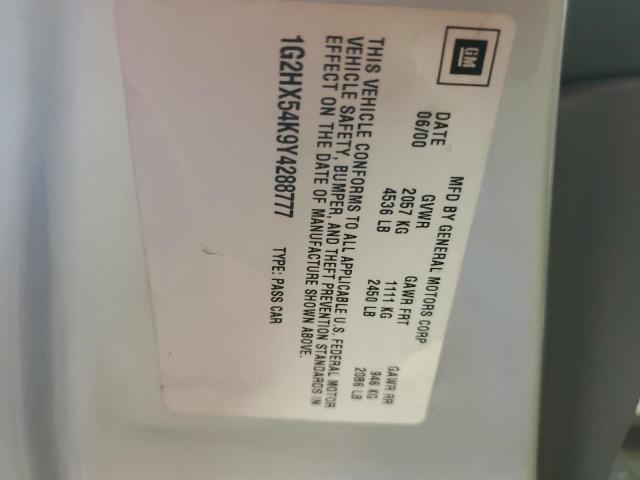 GM
MFD BY GENERAL MOTORS CORP
DATE GVWR GAWR FRT GAWR RR
06/00 2057 KG 1111 KG 946 KG
4536 LB 2450 LB 2086 LB
THIS VEHICLE CONFORMS TO ALL APPLICABLE U.S. FEDERAL MOTOR
VEHICLE SAFETY, BUMPER, AND THEFT PREVENTION STANDARDS IN
EFFECT ON THE DATE OF MANUFACTURE SHOWN ABOVE.
1G2HX54K9Y4288777 TYPE: PASS CAR